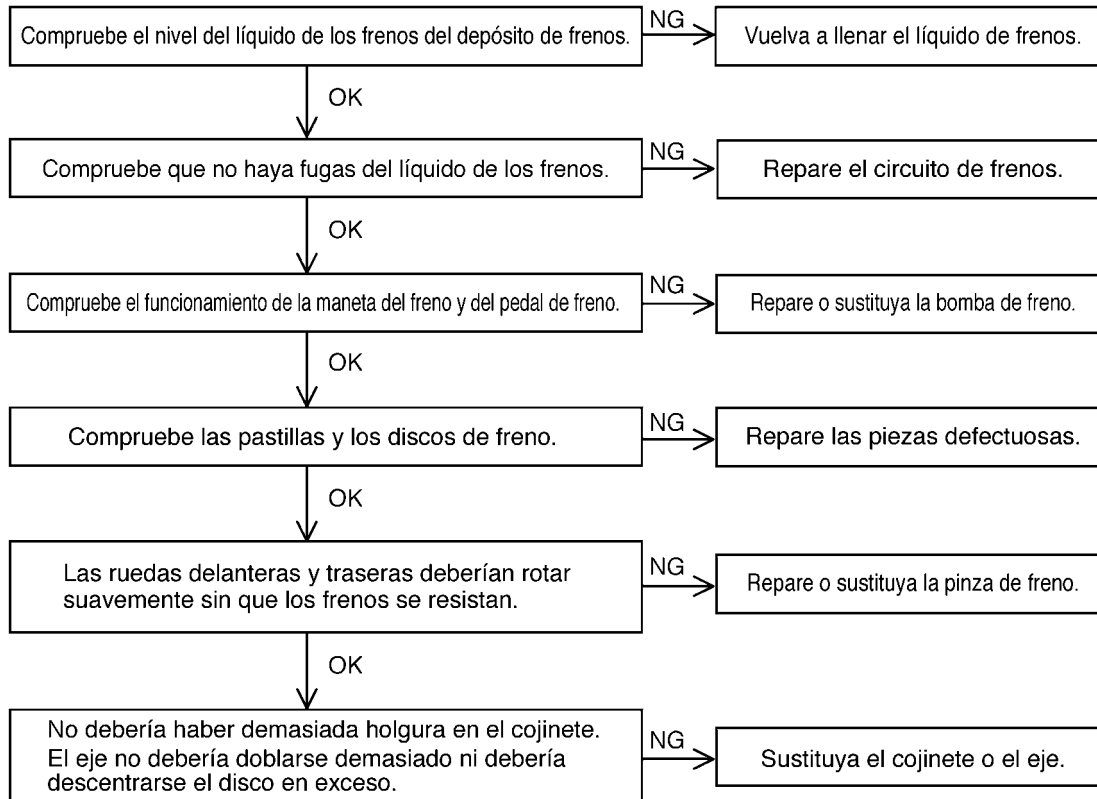 Compruebe el nivel del líquido de los frenos del depósito de frenos.
NG
Vuelva a llenar el líquido de frenos.
OK
Compruebe que no haya fugas del líquido de los frenos.
NG
Repare el circuito de frenos.
OK
Compruebe el funcionamiento de la maneta del freno y del pedal de freno.
NG
Repare o sustituya la bomba de freno.
OK
Compruebe las pastillas y los discos de freno.
NG
Repare las piezas defectuosas.
OK
Las ruedas delanteras y traseras deberían rotar
suavemente sin que los frenos se resistan.
NG
Repare o sustituya la pinza de freno.
OK
No debería haber demasiada holgura en el cojinete.
El eje no debería doblarse demasiado ni debería
descentrarse el disco en exceso.
NG
Sustituya el cojinete o el eje.